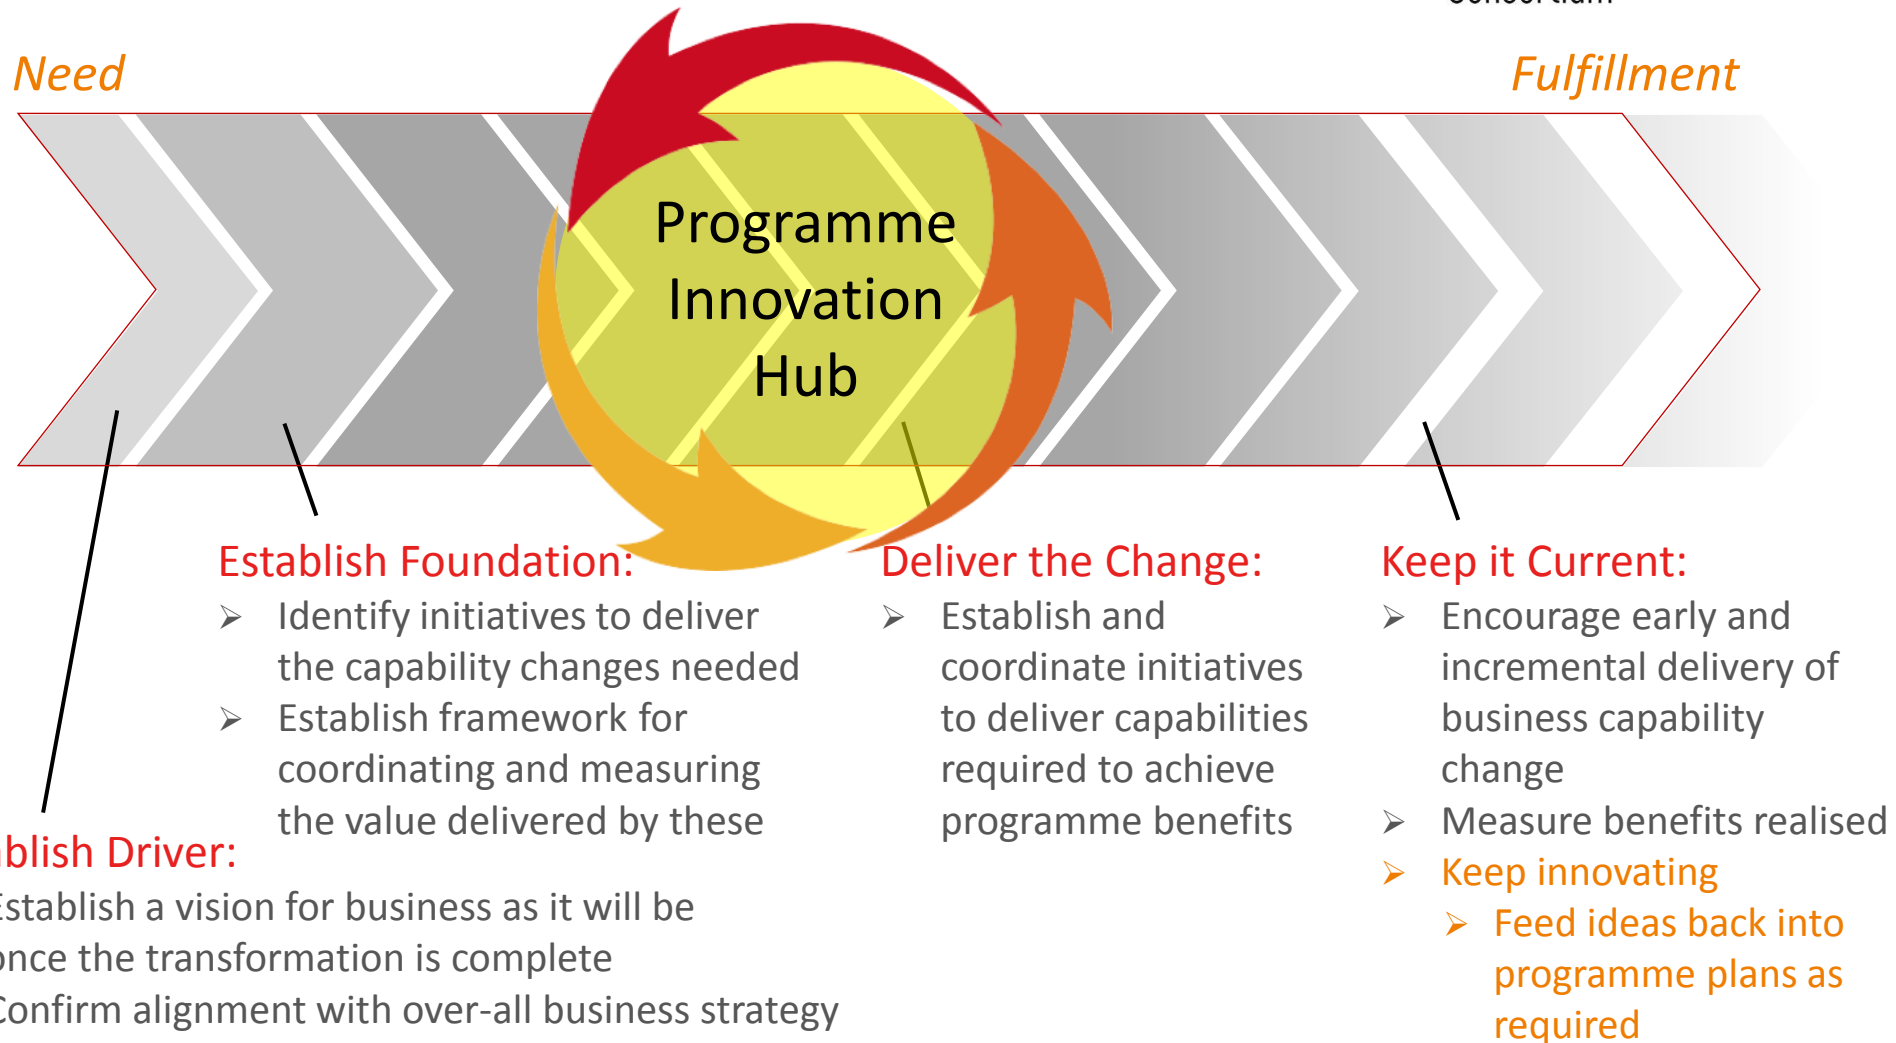 Need
Fulfillment
Programme
Innovation
Hub
Establish Foundation:
➢ Identify initiatives to deliver
the capability changes needed
➢ Establish framework for
coordinating and measuring
the value delivered by these
Deliver the Change:
➢ Establish and
coordinate initiatives
to deliver capabilities
required to achieve
programme benefits
Keep it Current:
➢ Encourage early and
incremental delivery of
business capability
change
➢ Measure benefits realised
➢ Keep innovating
➢ Feed ideas back into
programme plans as
required
ablish Driver:
Establish a vision for business as it will be
once the transformation is complete
Confirm alignment with over-all business strategy